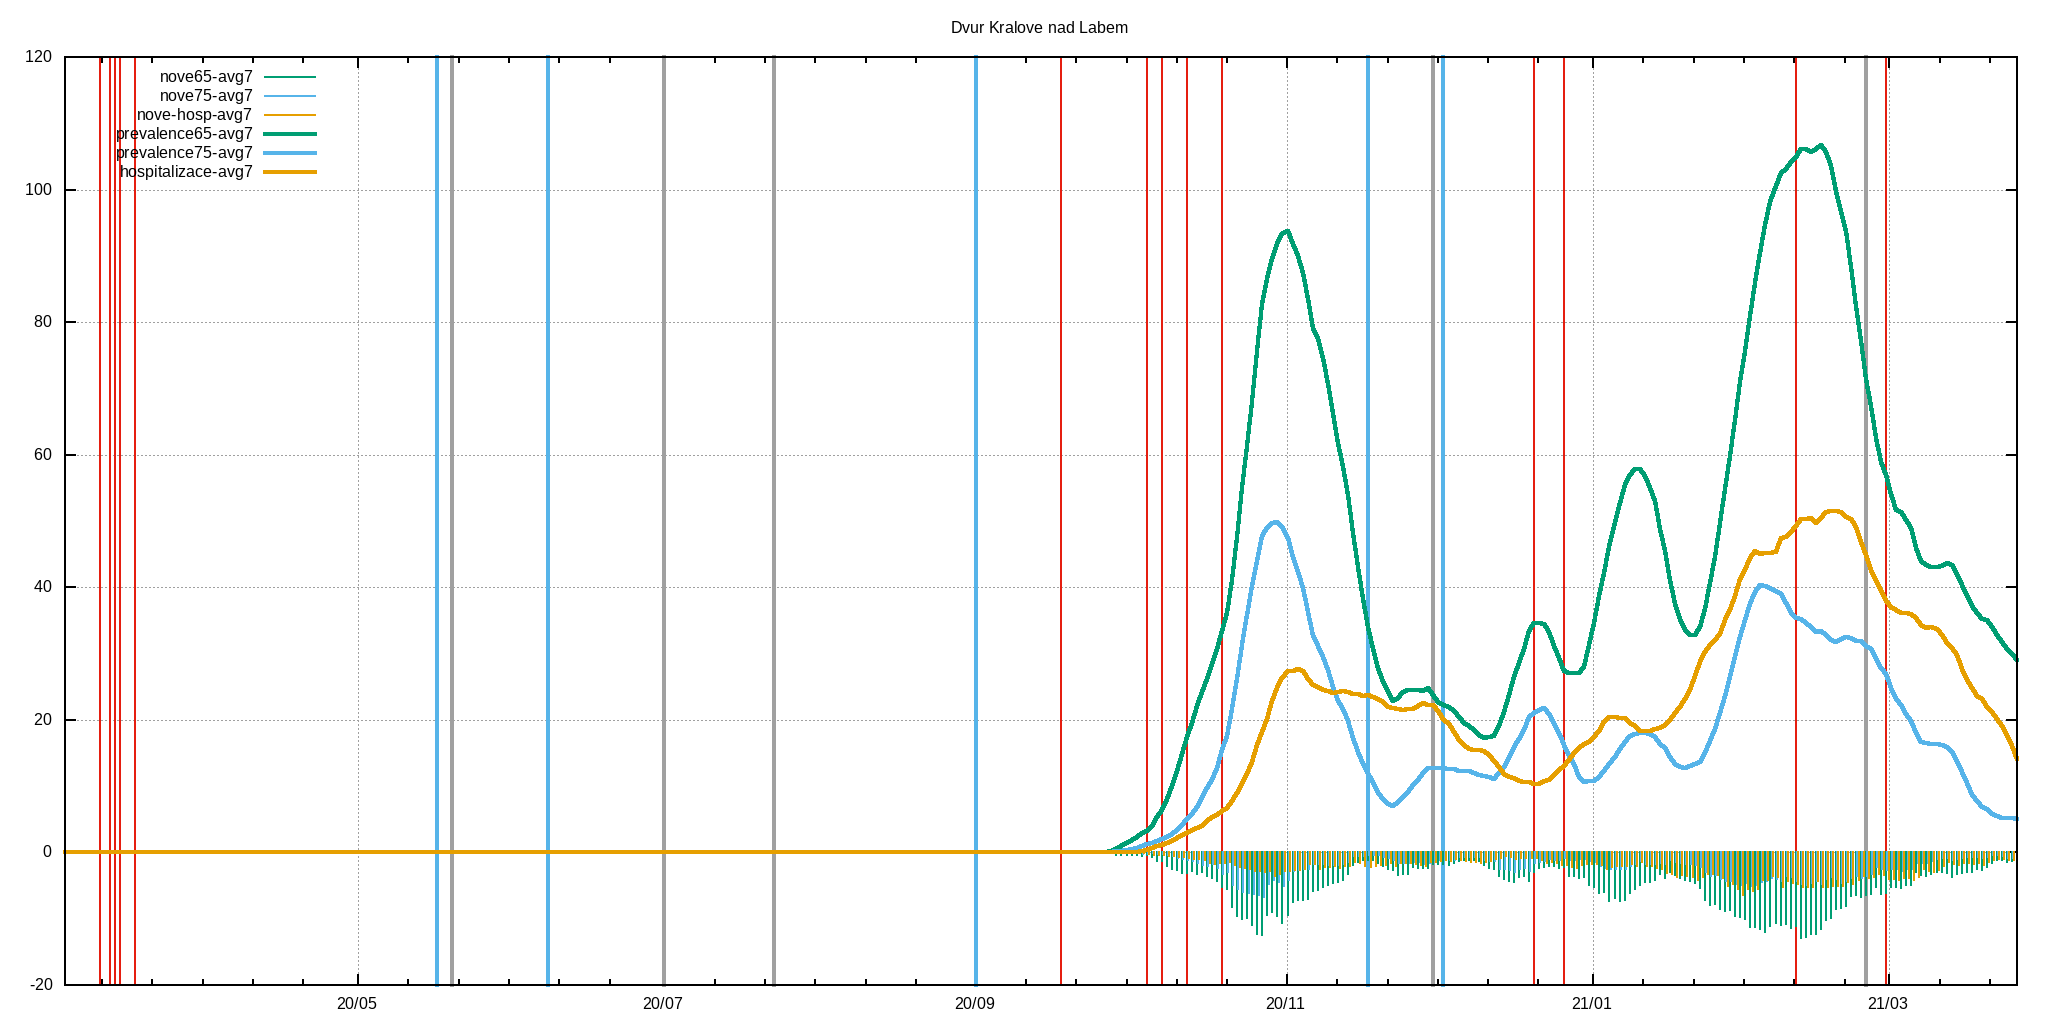 Dvur Kralove nad Labem
120
100
80
60
40
20
0
-20
nove65-avg7
nove75-avg7
nove-hosp-avg7
prevalence65-avg7
prevalence75-avg7
hospitalizace-avg7
20/05 20/07 20/09 20/11 21/01 21/03